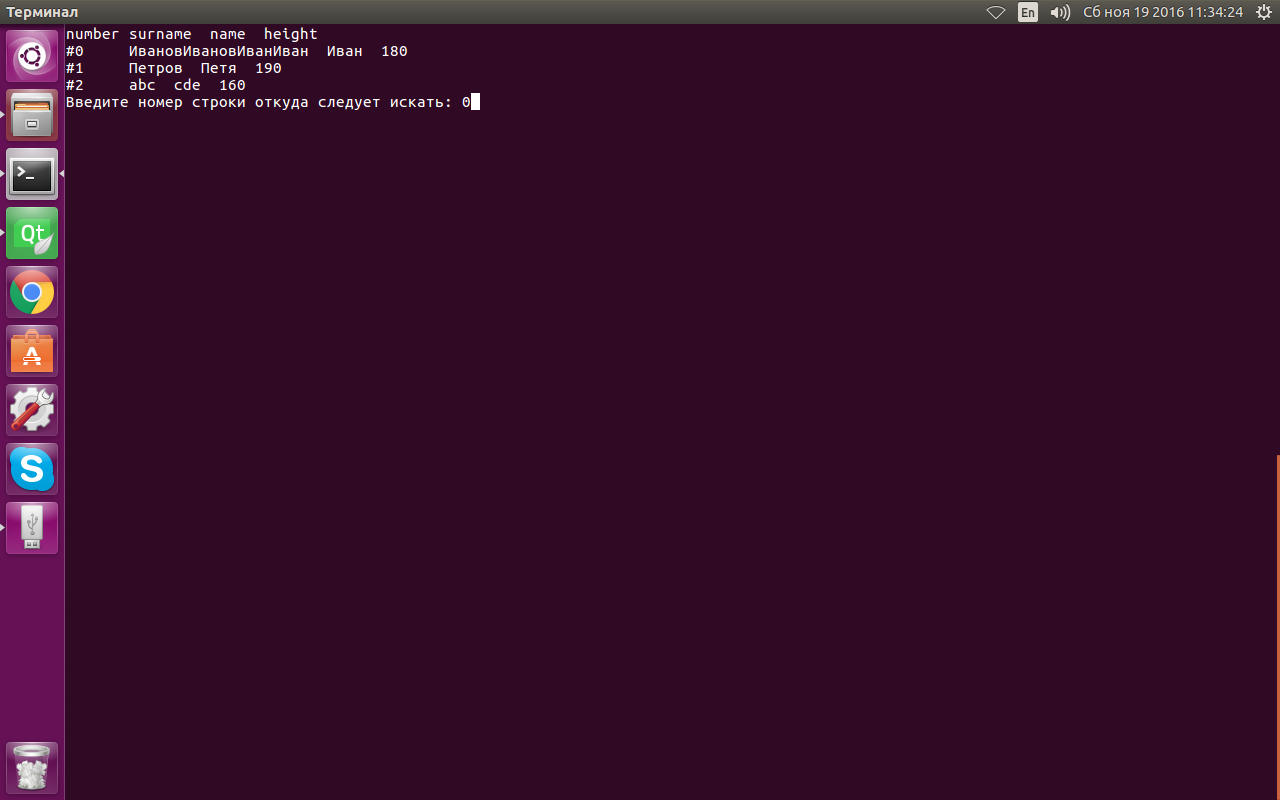 Терминал
En
Сб ноя 19 2016 11:34:24
number surname  name  height
#0     ИвановИвановИванИван  Иван  180
#1     Петров  Петя  190
#2     abc  cde  160
Введите номер строки откуда следует искать: 0
>_
Qt
A
S